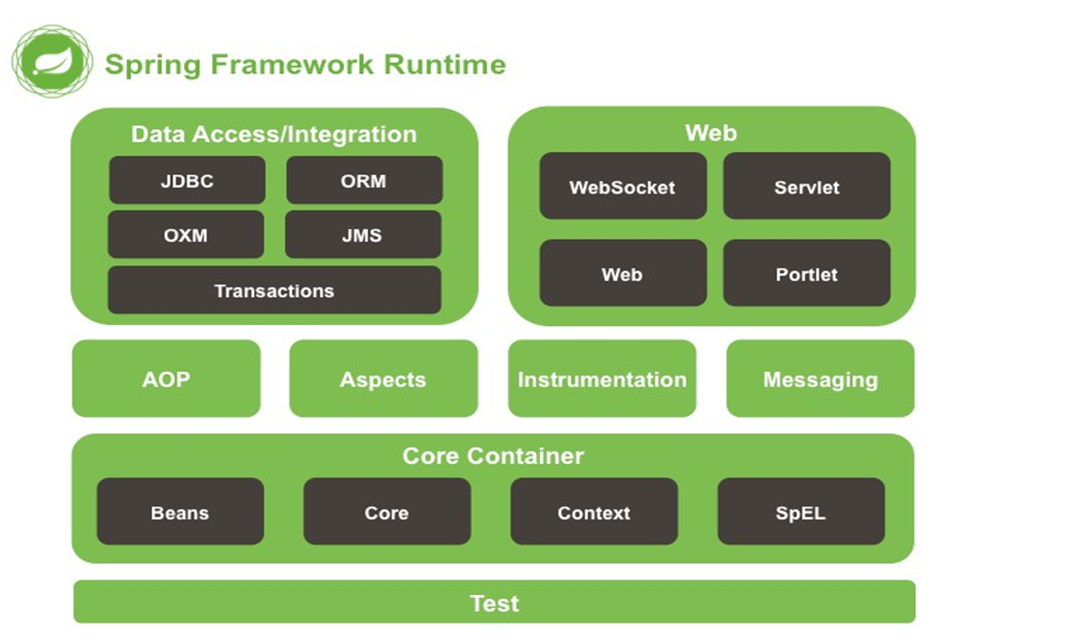 Spring Framework Runtime
Data Access/Integration
JDBC
ORM
OXM
JMS
Transactions
Web
WebSocket
Servlet
Web
Portlet
AOP
Aspects
Instrumentation
Messaging
Core Container
Beans
Core
Context
SpEL
Test